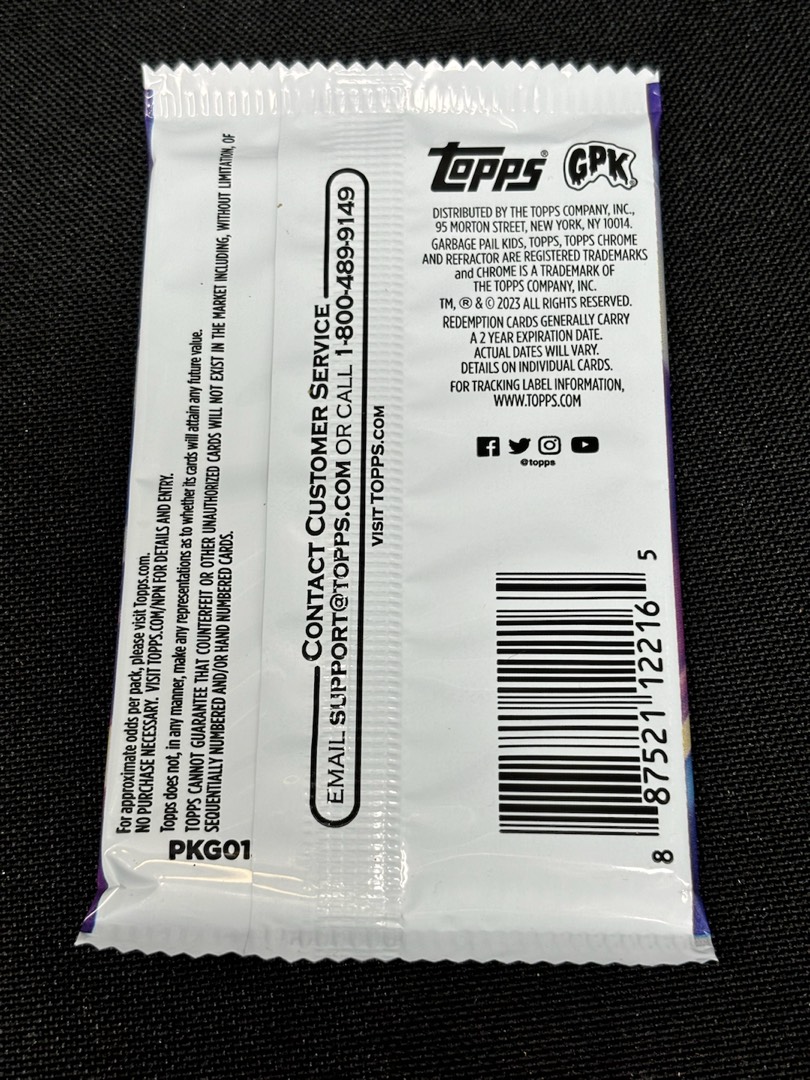 TOPPS® GPK®
DISTRIBUTED BY THE TOPPS COMPANY, INC.,
95 MORTON STREET, NEW YORK, NY 10014.
GARBAGE PAIL KIDS, TOPPS, TOPPS CHROME
AND REFRACTOR ARE REGISTERED TRADEMARKS
and CHROME IS A TRADEMARK OF
THE TOPPS COMPANY, INC.
TM, ® & © 2023 ALL RIGHTS RESERVED.
REDEMPTION CARDS GENERALLY CARRY
A 2 YEAR EXPIRATION DATE.
ACTUAL DATES WILL VARY.
DETAILS ON INDIVIDUAL CARDS.
FOR TRACKING LABEL INFORMATION,
WWW.TOPPS.COM
@topps
8 87521 12216 5
CONTACT CUSTOMER SERVICE
EMAIL SUPPORT@TOPPS.COM OR CALL 1-800-489-9149
VISIT TOPPS.COM
For approximate odds per pack, please visit Topps.com.
NO PURCHASE NECESSARY. VISIT TOPPS.COM/NPN FOR DETAILS AND ENTRY.
Topps does not, in any manner, make any representations as to whether its cards will attain any future value.
TOPPS CANNOT GUARANTEE THAT COUNTERFEIT OR OTHER UNAUTHORIZED CARDS WILL NOT EXIST IN THE MARKET INCLUDING, WITHOUT LIMITATION, OF
SEQUENTIALLY NUMBERED AND/OR HAND NUMBERED CARDS.
PKG01